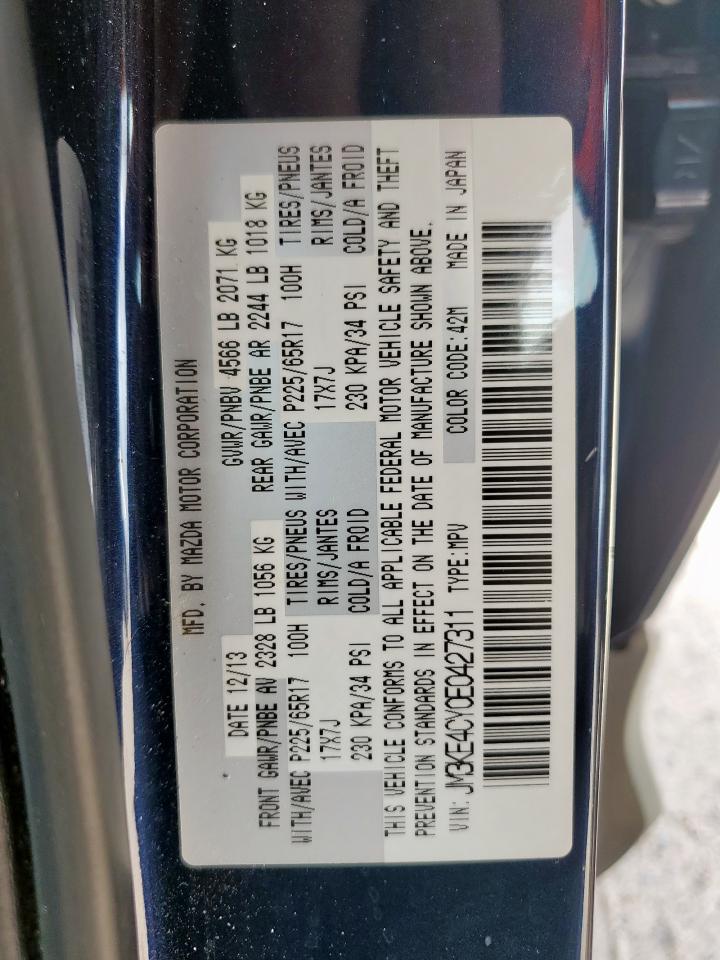 MFD. BY MAZDA MOTOR CORPORATION
DATE 12/13 GVWR/PNBV 4566 LB 2071 KG
FRONT GAWR/PNBE AV 2328 LB 1056 KG REAR GAWR/PNBE AR 2244 LB 1018 KG
WITH/AVEC P225/65R17 100H TIRES/PNEUS WITH/AVEC P225/65R17 100H TIRES/PNEUS
17X7J RIMS/JANTES 17X7J RIMS/JANTES
230 KPA/34 PSI COLD/A FROID 230 KPA/34 PSI COLD/A FROID
THIS VEHICLE CONFORMS TO ALL APPLICABLE FEDERAL MOTOR VEHICLE SAFETY AND THEFT
PREVENTION STANDARDS IN EFFECT ON THE DATE OF MANUFACTURE SHOWN ABOVE.
VIN: JM3KE4CY0E0427311 TYPE:MPV COLOR CODE:42M MADE IN JAPAN